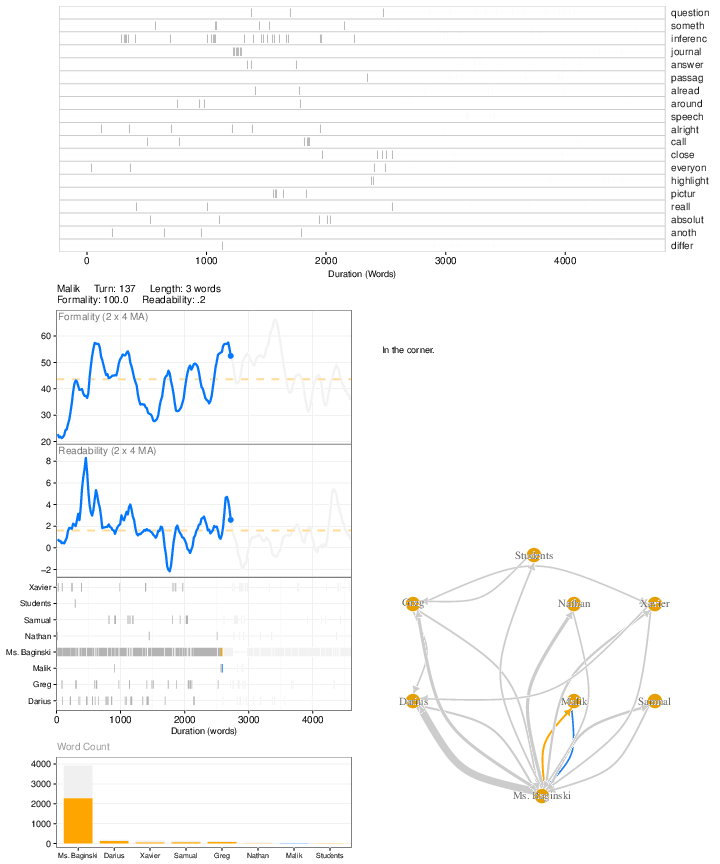 question
someth
inferenc
journal
answer
passag
alread
around
speech
alright
call
close
everyon
highlight
pictur
reall
absolut
anoth
differ
0 1000 2000 3000 4000
Duration (Words)
Malik Turn: 137 Length: 3 words
Formality: 100.0 Readability: .2
Formality (2 x 4 MA)
60
50
40
30
20
In the corner.
Readability (2 x 4 MA)
8
6
4
2
0
−2
Xavier
Students
Samual
Nathan
Ms. Baginski
Malik
Greg
Darius
0 1000 2000 3000 4000
Duration (words)
Students
Greg Nathan Xavier
Darius Malik Samual
Ms. Baginski
Word Count
4000
3000
2000
1000
0
Ms. Baginski Darius Xavier Samual Greg Nathan Malik Students